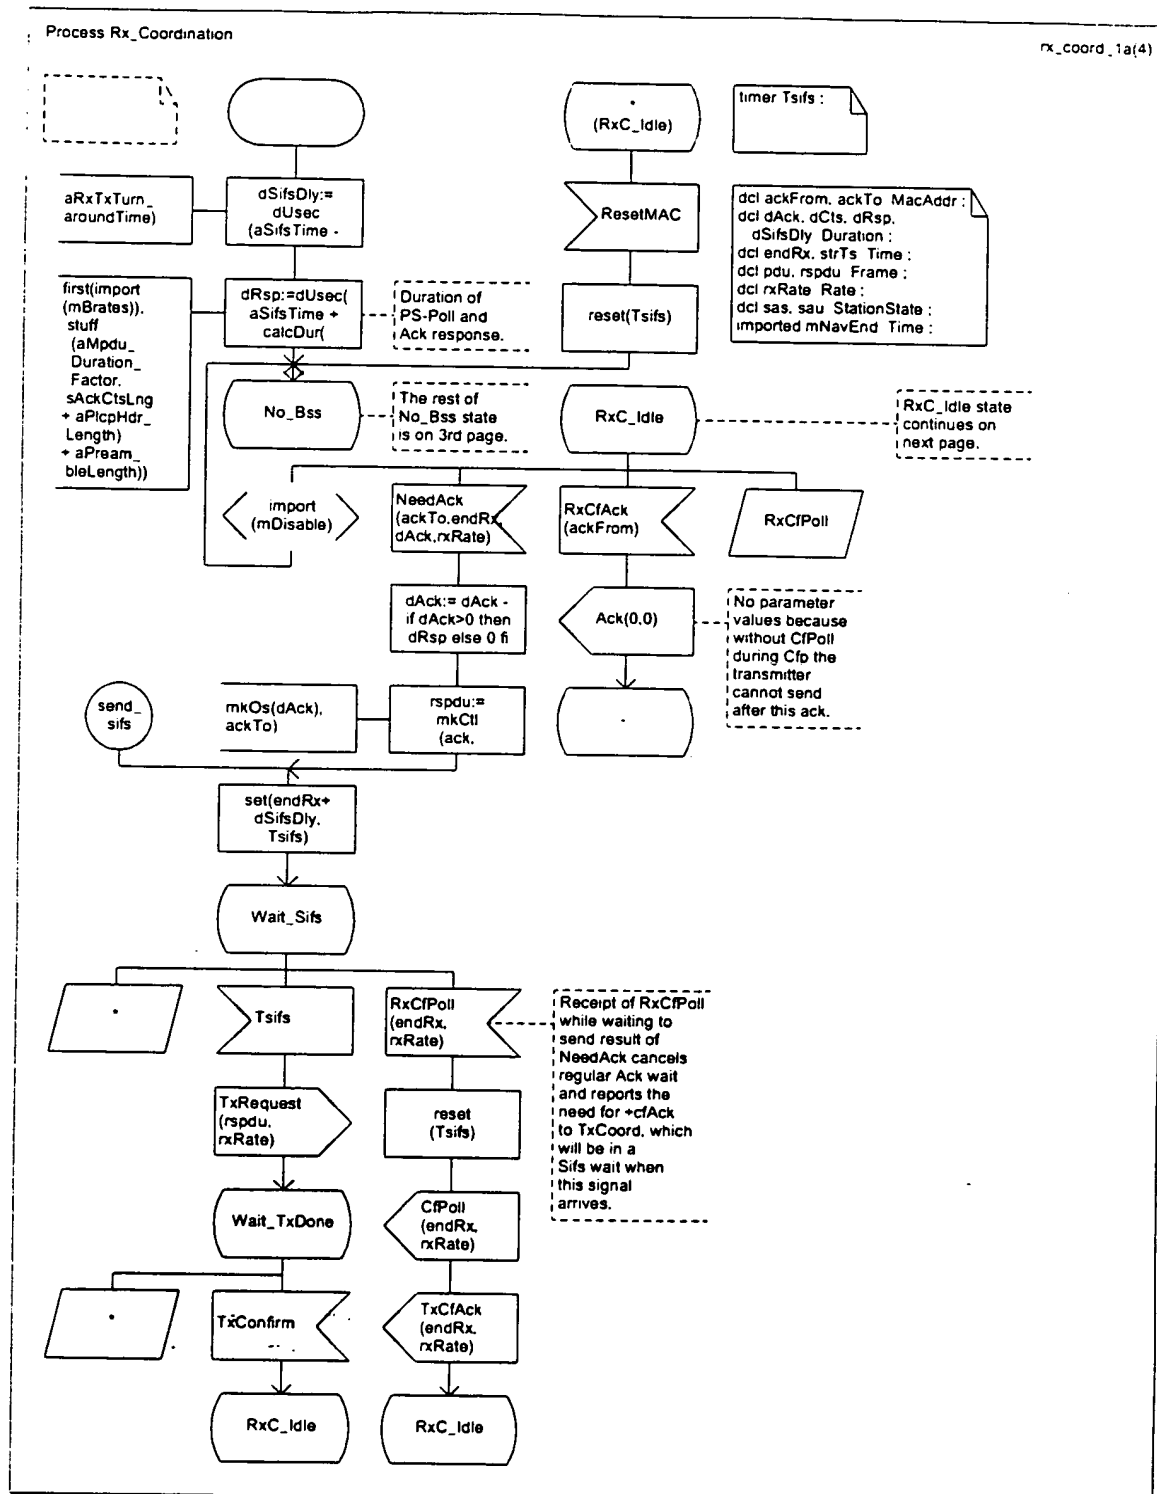 Process Rx_Coordination
rx_coord_1a(4)
*
(RxC_Idle)
timer Tsifs ;
aRxTxTurn_
aroundTime)
dSifsDly:=
dUsec
(aSifsTime -
ResetMAC
dcl ackFrom, ackTo MacAddr ;
dcl dAck, dCts, dRsp,
dSifsDly Duration ;
dcl endRx, strTs Time ;
dcl pdu, rspdu Frame ;
dcl rxRate Rate ;
dcl sas, sau StationState ;
imported mNavEnd Time ;
first(import
(mBrates)),
stuff
(aMpdu_
Duration_
Factor,
sAckCtsLng
+ aPlcpHdr_
Length)
+ aPream_
bleLength))
dRsp:=dUsec(
aSifsTime +
calcDur(
Duration of
PS-Poll and
Ack response.
reset(Tsifs)
No_Bss
The rest of
No_Bss state
is on 3rd page.
RxC_Idle
RxC_Idle state
continues on
next page.
import
(mDisable)
NeedAck
(ackTo,endRx,
dAck,rxRate)
RxCfAck
(ackFrom)
RxCfPoll
dAck:= dAck -
if dAck>0 then
dRsp else 0 fi
Ack(0,0)
No parameter
values because
without CfPoll
during Cfp the
transmitter
cannot send
after this ack.
send_
sifs
mkOs(dAck),
ackTo)
rspdu:=
mkCtl
(ack,
-
set(endRx+
dSifsDly,
Tsifs)
Wait_Sifs
*
Tsifs
RxCfPoll
(endRx,
rxRate)
Receipt of RxCfPoll
while waiting to
send result of
NeedAck cancels
regular Ack wait
and reports the
need for +cfAck
to TxCoord, which
will be in a
Sifs wait when
this signal
arrives.
TxRequest
(rspdu,
rxRate)
reset
(Tsifs)
Wait_TxDone
CfPoll
(endRx,
rxRate)
*
TxConfirm
TxCfAck
(endRx,
rxRate)
RxC_Idle
RxC_Idle